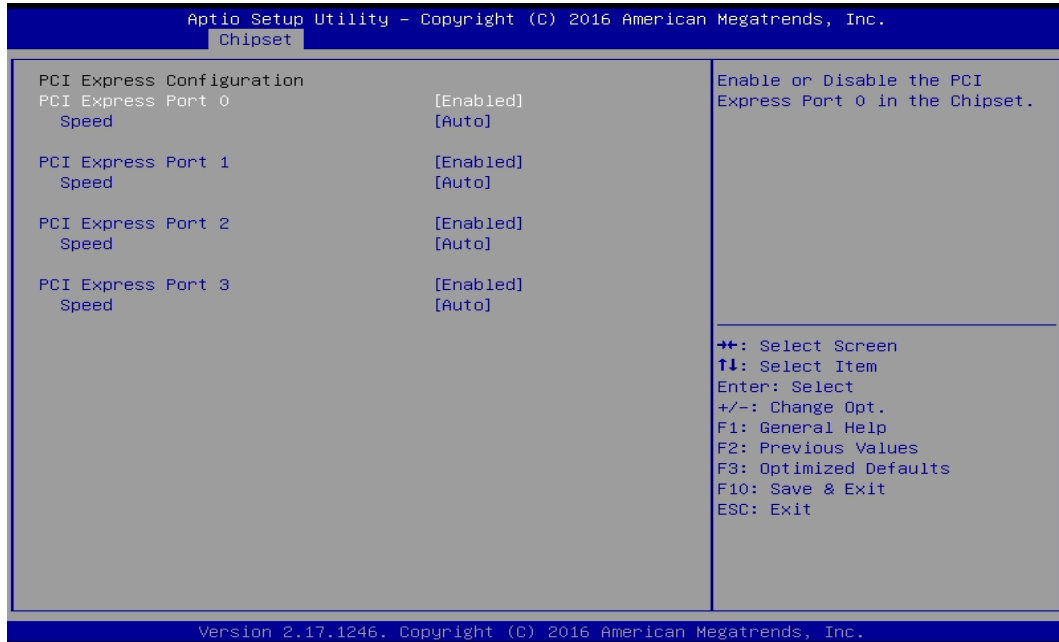 Aptio Setup Utility – Copyright (C) 2016 American Megatrends, Inc.
Chipset
PCI Express Configuration
PCI Express Port 0 [Enabled]
Speed [Auto]
PCI Express Port 1 [Enabled]
Speed [Auto]
PCI Express Port 2 [Enabled]
Speed [Auto]
PCI Express Port 3 [Enabled]
Speed [Auto]
Enable or Disable the PCI
Express Port 0 in the Chipset.
→←: Select Screen
↑↓: Select Item
Enter: Select
+/-: Change Opt.
F1: General Help
F2: Previous Values
F3: Optimized Defaults
F10: Save & Exit
ESC: Exit
Version 2.17.1246. Copyright (C) 2016 American Megatrends, Inc.